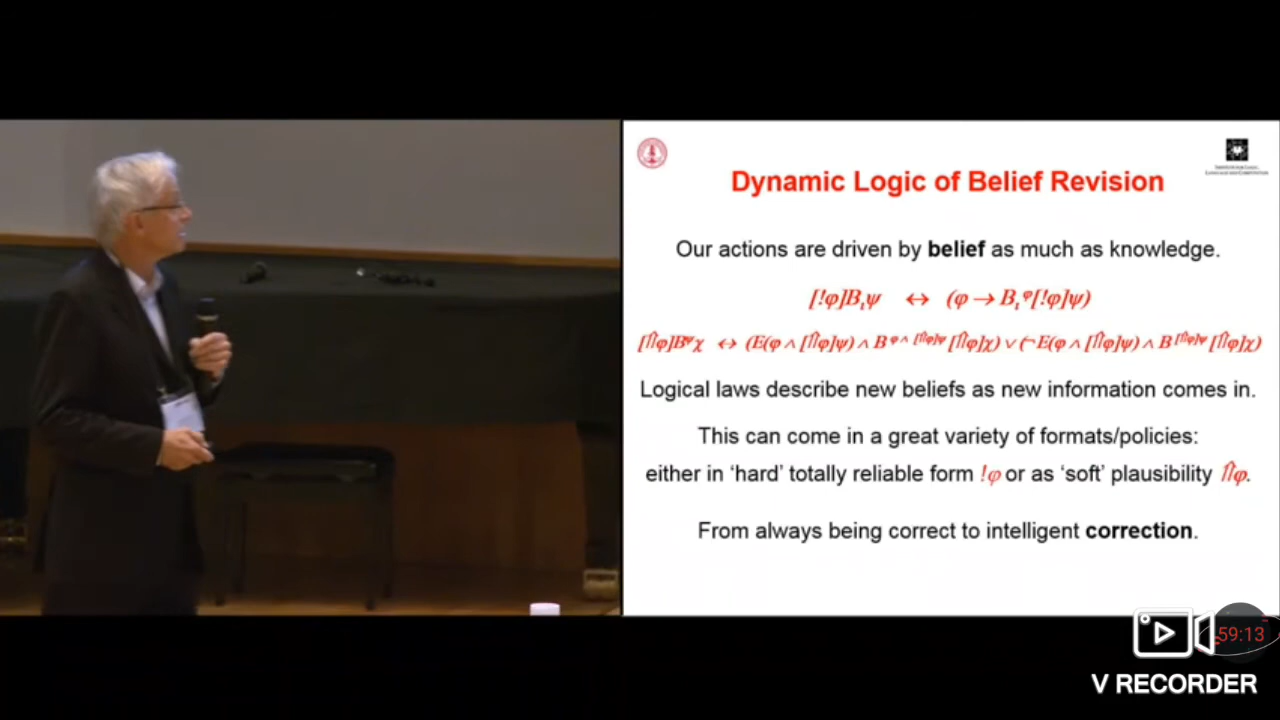 Dynamic Logic of Belief Revision
Our actions are driven by belief as much as knowledge.
[!φ]Bᵢψ ↔ (φ → Bᵢ^φ[!φ]ψ)
[⇑φ]B^ψχ ↔ (E(φ ∧ [⇑φ]ψ) ∧ B^φ ∧ [⇑φ]ψ [⇑φ]χ) ∨ (¬E(φ ∧ [⇑φ]ψ) ∧ B^[⇑φ]ψ [⇑φ]χ)
Logical laws describe new beliefs as new information comes in.
This can come in a great variety of formats/policies:
either in ‘hard’ totally reliable form !φ or as ‘soft’ plausibility ⇑φ.
From always being correct to intelligent correction.
59:13
V RECORDER